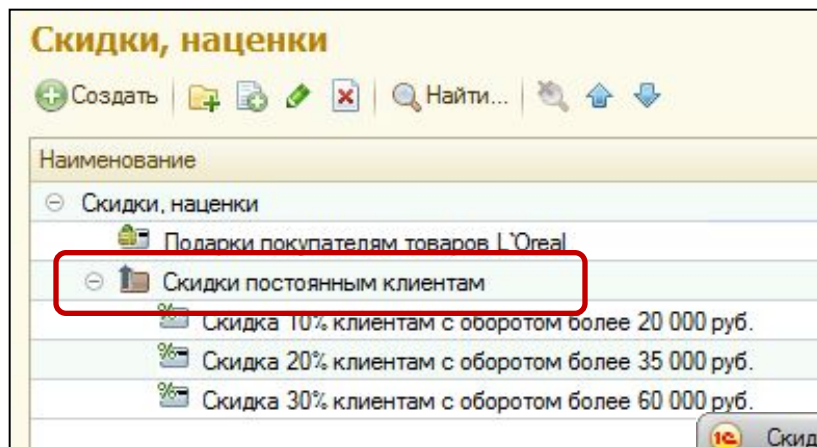 Скидки, наценки
Создать Найти...
Наименование
Скидки, наценки
Подарки покупателям товаров L`Oreal
Скидки постоянным клиентам
Скидка 10% клиентам с оборотом более 20 000 руб.
Скидка 20% клиентам с оборотом более 35 000 руб.
Скидка 30% клиентам с оборотом более 60 000 руб.
1С Скид